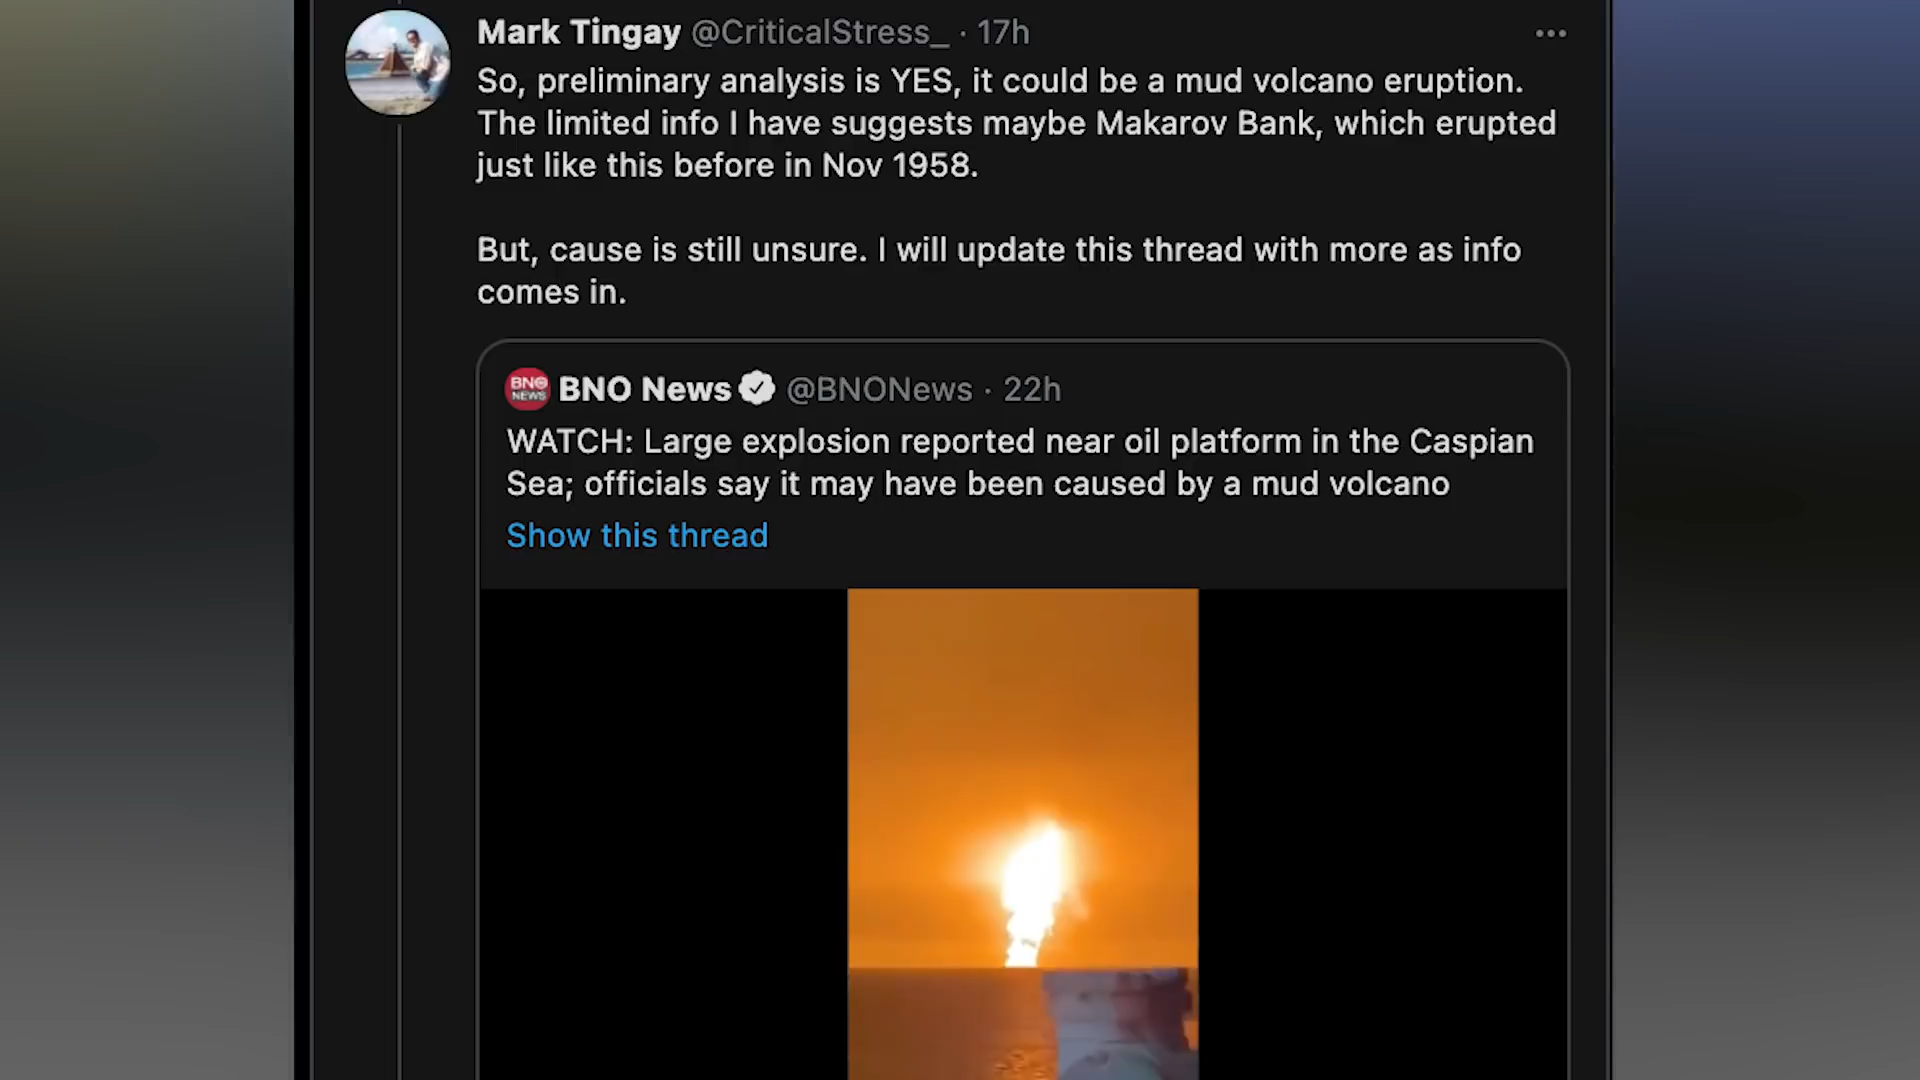 Mark Tingay @CriticalStress_ · 17h
So, preliminary analysis is YES, it could be a mud volcano eruption.
The limited info I have suggests maybe Makarov Bank, which erupted
just like this before in Nov 1958.
But, cause is still unsure. I will update this thread with more as info
comes in.
BNO
NEWS
BNO News @BNONews · 22h
WATCH: Large explosion reported near oil platform in the Caspian
Sea; officials say it may have been caused by a mud volcano
Show this thread